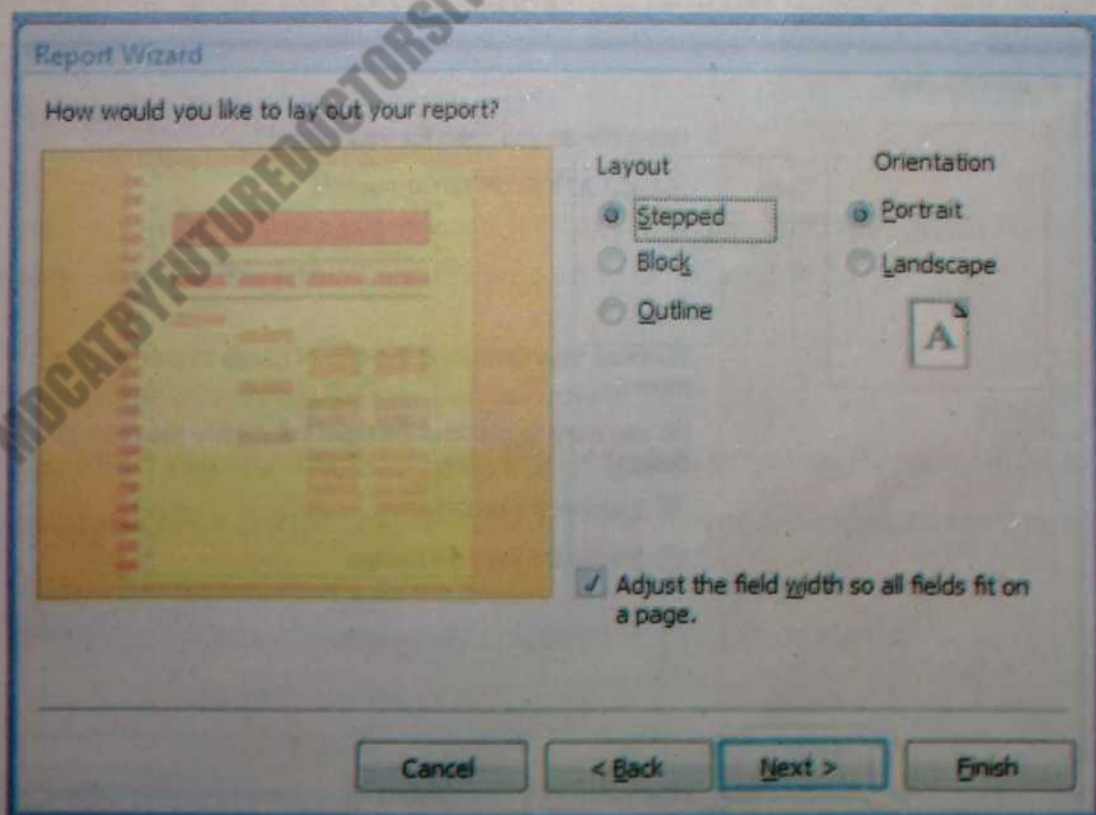 Report Wizard
How would you like to lay out your report?
Layout
Stepped
Block
Outline
Orientation
Portrait
Landscape
A
Adjust the field width so all fields fit on
a page.
Cancel
< Back
Next >
Finish